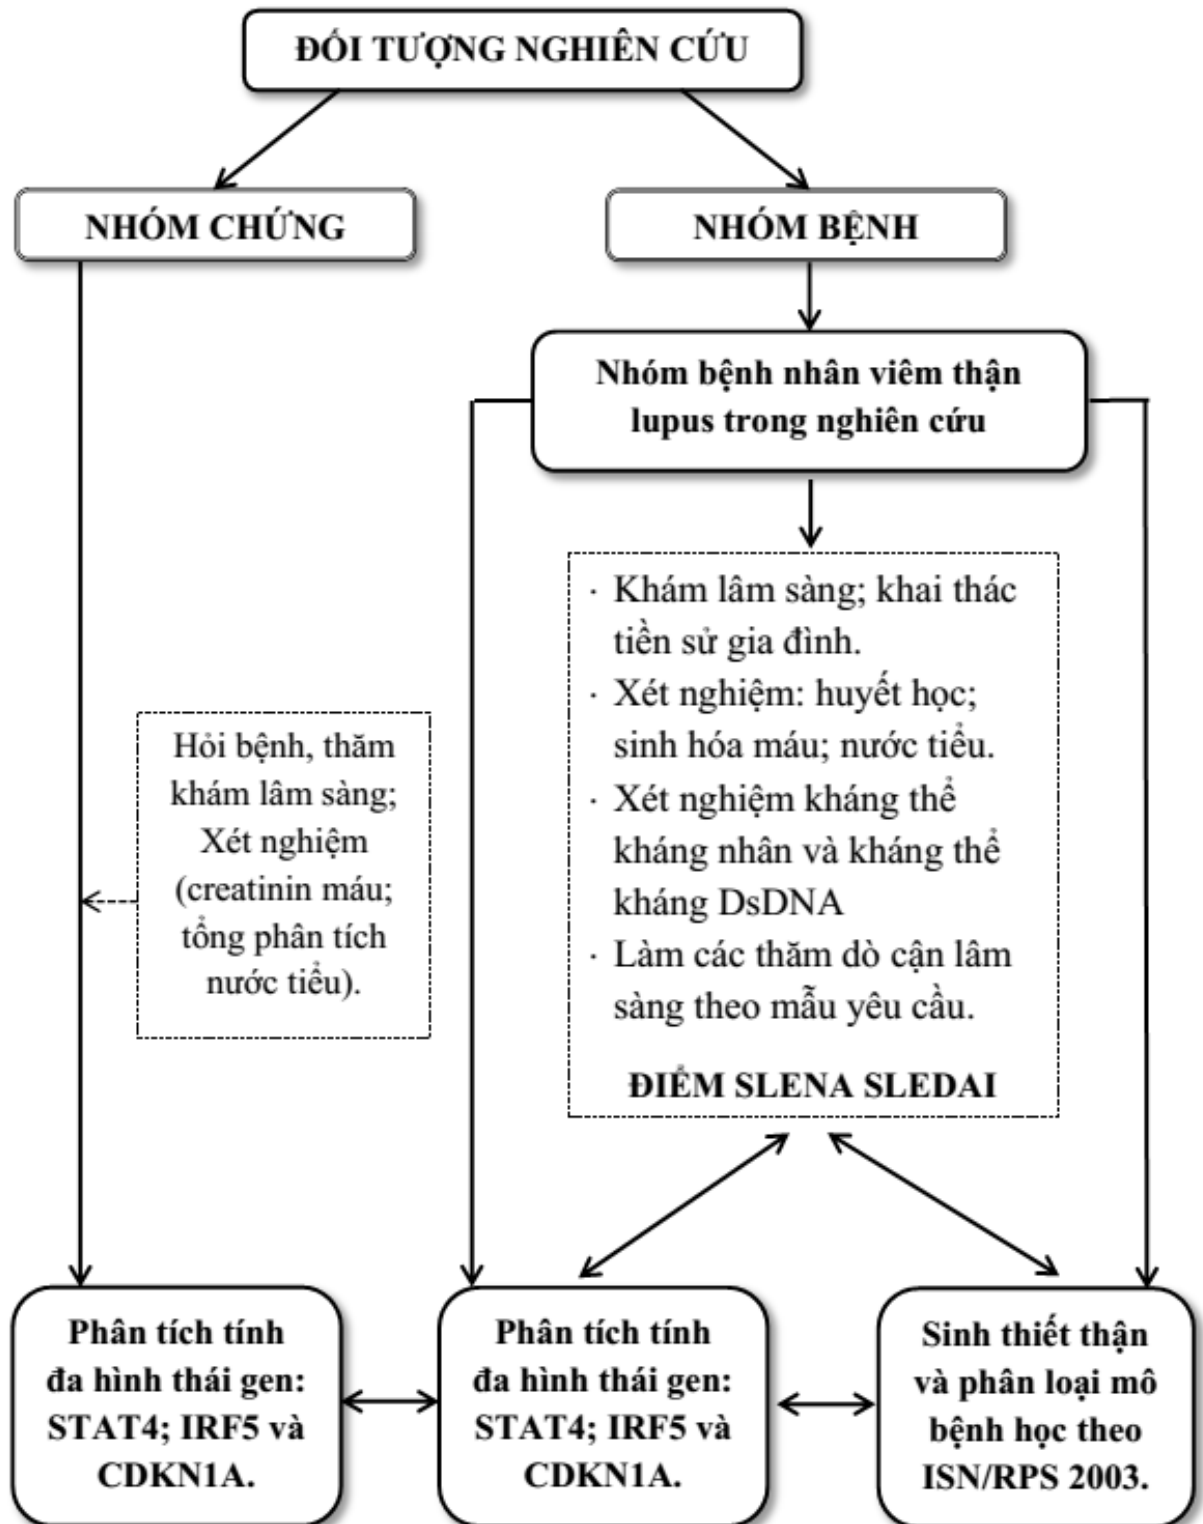 ĐỐI TƯỢNG NGHIÊN CỨU
NHÓM CHỨNG
NHÓM BỆNH
Nhóm bệnh nhân viêm thận
lupus trong nghiên cứu
· Khám lâm sàng; khai thác
tiền sử gia đình.
· Xét nghiệm: huyết học;
sinh hóa máu; nước tiểu.
· Xét nghiệm kháng thể
kháng nhân và kháng thể
kháng DsDNA
· Làm các thăm dò cận lâm
sàng theo mẫu yêu cầu.
ĐIỂM SLENA SLEDAI
Hỏi bệnh, thăm
khám lâm sàng;
Xét nghiệm
(creatinin máu;
tổng phân tích
nước tiểu).
Phân tích tính
đa hình thái gen:
STAT4; IRF5 và
CDKN1A.
Phân tích tính
đa hình thái gen:
STAT4; IRF5 và
CDKN1A.
Sinh thiết thận
và phân loại mô
bệnh học theo
ISN/RPS 2003.